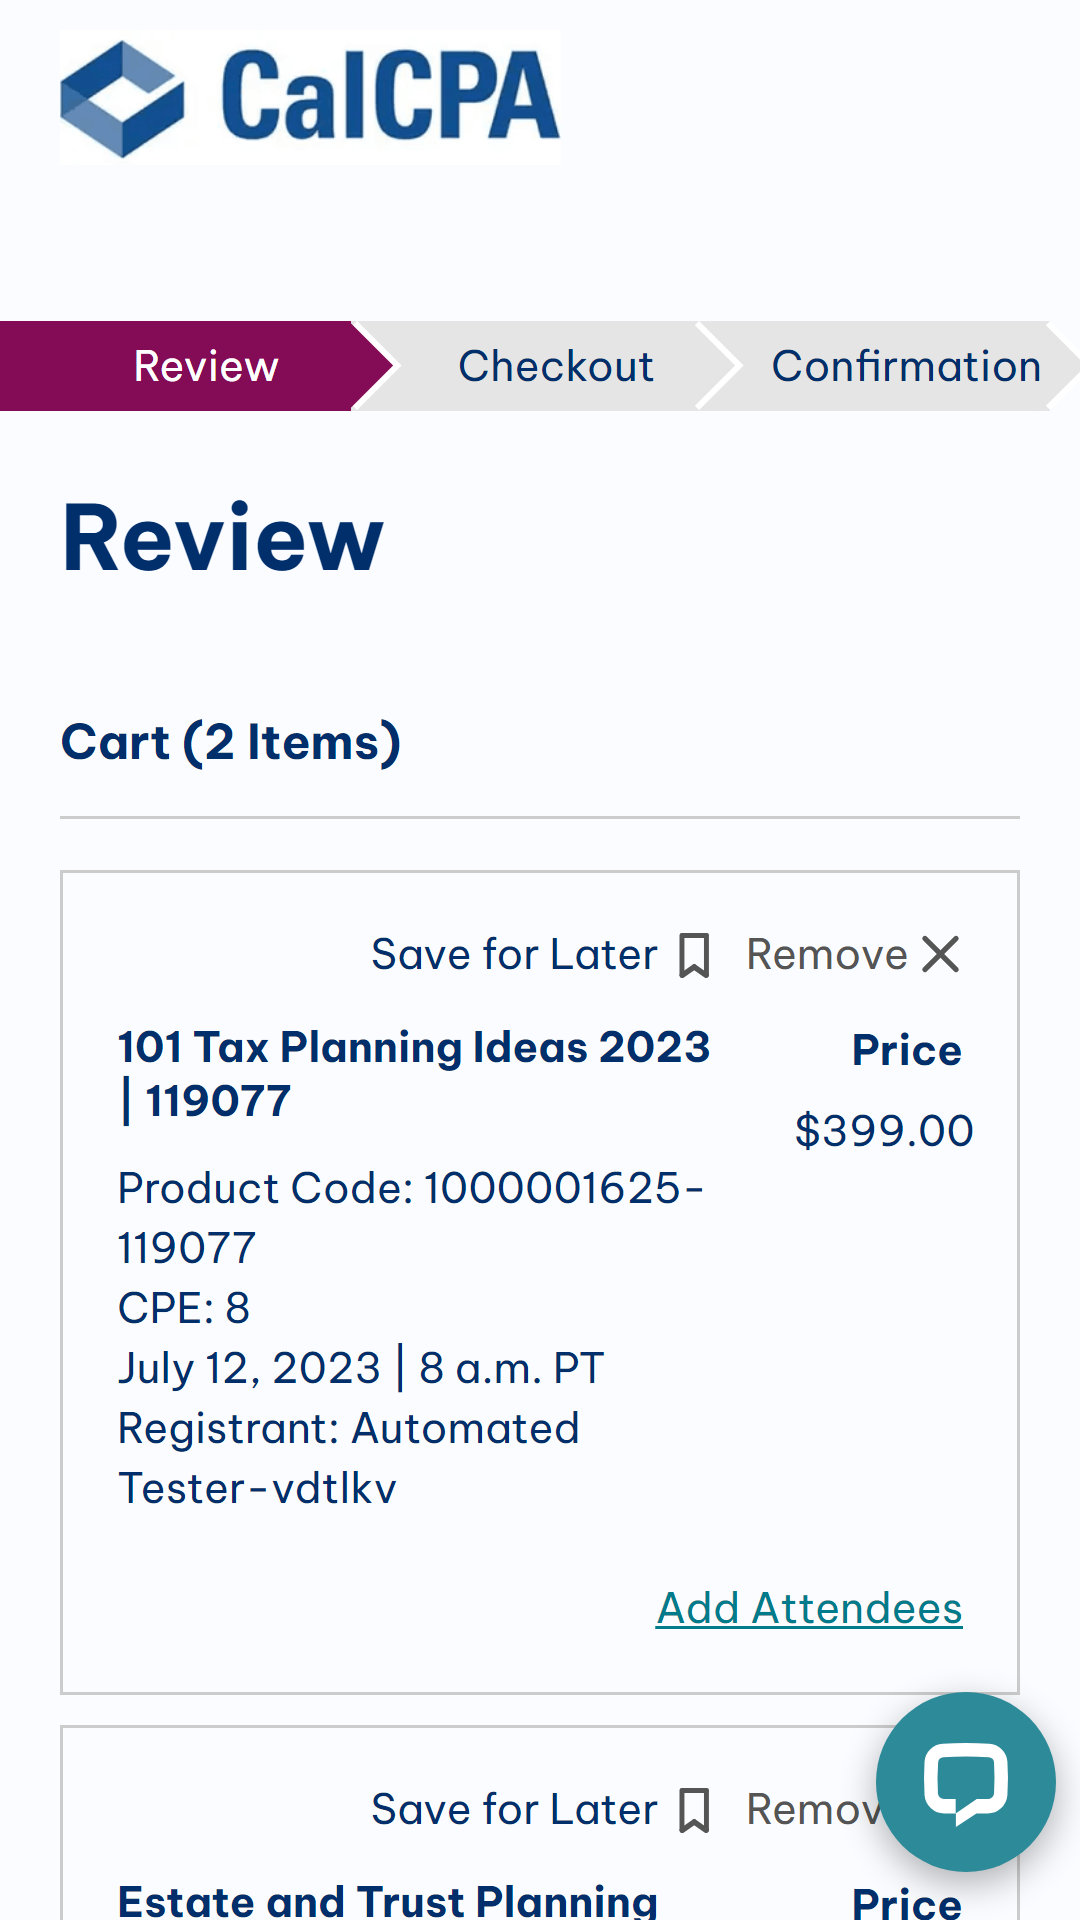 CalCPA
Review
Checkout
Confirmation
Review
Cart (2 Items)
Save for Later
Remove
101 Tax Planning Ideas 2023
| 119077
Price
$399.00
Product Code: 1000001625-
119077
CPE: 8
July 12, 2023 | 8 a.m. PT
Registrant: Automated
Tester-vdtlkv
Add Attendees
Save for Later
Remov
Estate and Trust Planning
Price